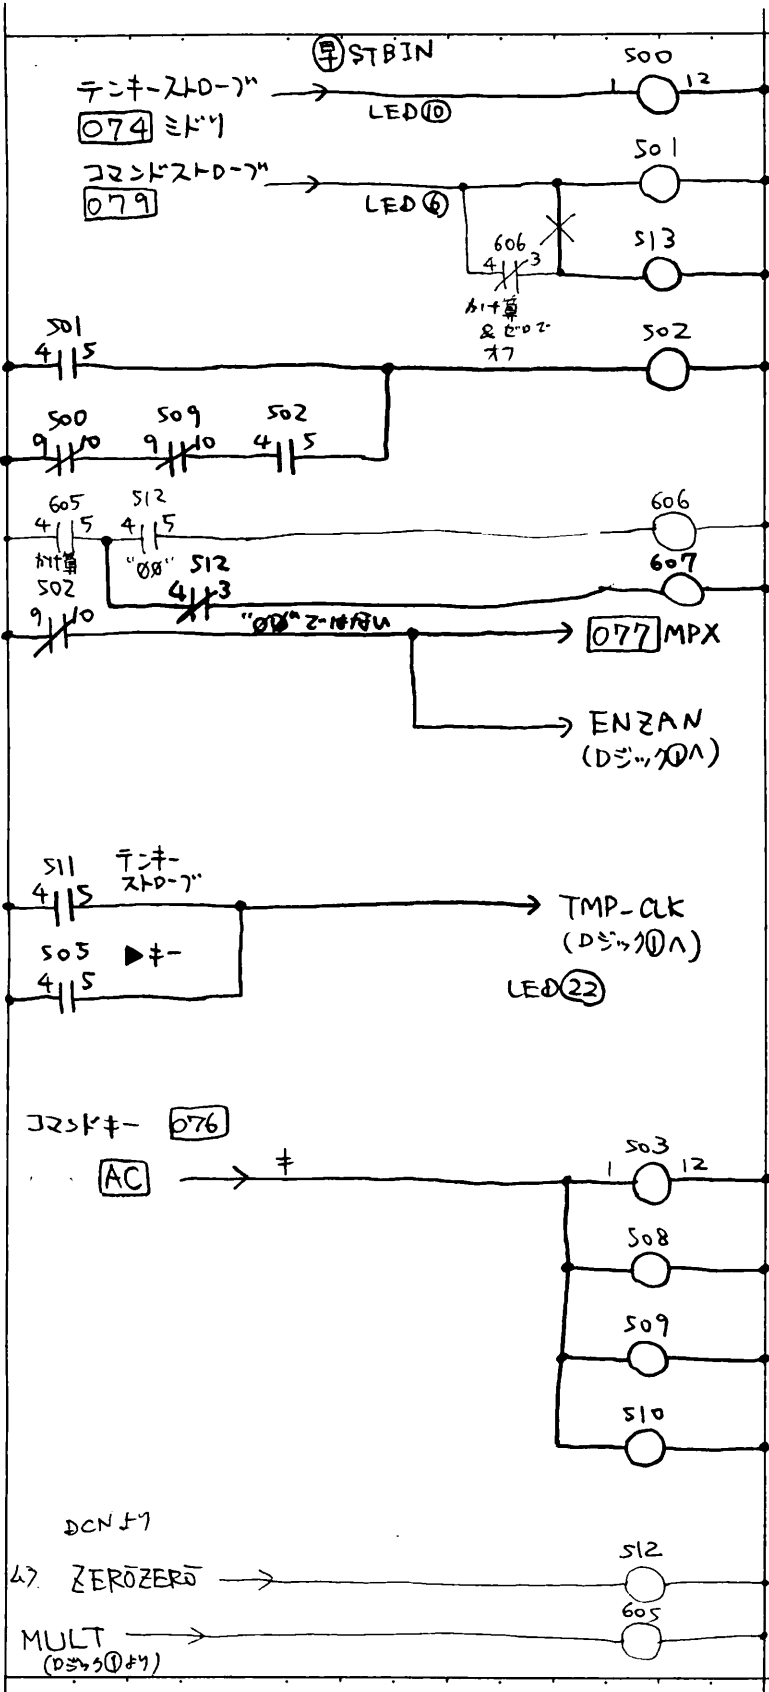 早 STBIN
500
テンキーストローブ
1 12
LED⑩
074 ミドリ
501
コマンドストローブ
079
LED⑥
606
4 3
513
かけ算
& ゼロで
オフ
501
4 5
502
500 509 502
9 10 9 10 4 5
605 512
4 5 4 5
606
かけ算 "00"
512
4 3
607
502
9 10
"00"ではない
077 MPX
ENZAN
(Dジック①へ)
511
4 5
テンキー
ストローブ
TMP-CLK
(Dジック①へ)
505
4 5
▶キー
LED㉒
コマンドキー 076
AC
キ
503
1 12
508
509
510
DCNより
512
ZEROZERO
605
MULT
(Dジック①より)